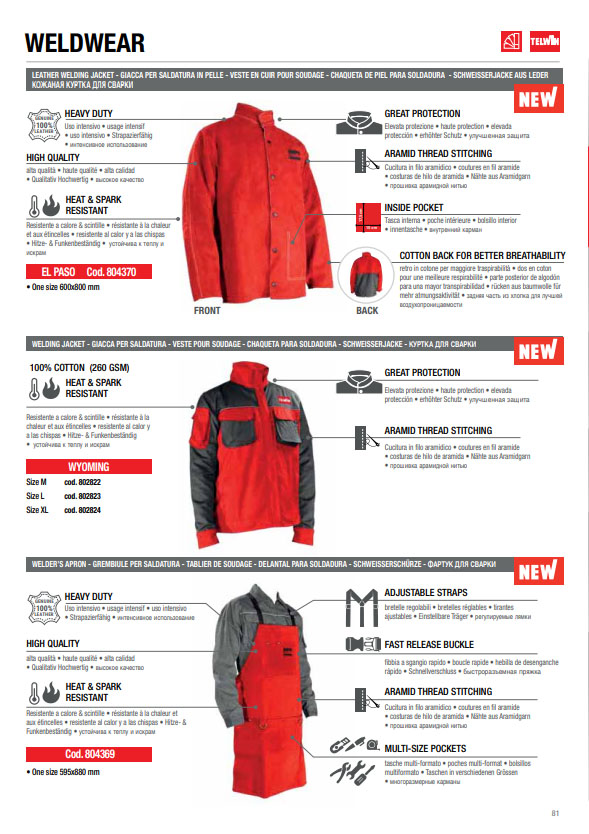 WELDWEAR
TELWIN
LEATHER WELDING JACKET - GIACCA PER SALDATURA IN PELLE - VESTE EN CUIR POUR SOUDAGE - CHAQUETA DE PIEL PARA SOLDADURA - SCHWEISSERJACKE AUS LEDER
КОЖАНАЯ КУРТКА ДЛЯ СВАРКИ
NEW
GENUINE
100%
LEATHER
HEAVY DUTY
Uso intensivo • usage intensif
• uso intensivo • Strapazierfähig
• интенсивное использование
HIGH QUALITY
alta qualità • haute qualité • alta calidad
• Qualitativ Hochwertig • высокое качество
HEAT & SPARK
RESISTANT
Resistente a calore & scintille • résistante à la chaleur
et aux étincelles • resistente al calor y a las chispas
• Hitze- & Funkenbeständig • устойчива к теплу и
искрам
EL PASO Cod. 804370
• One size 600x800 mm
GREAT PROTECTION
Elevata protezione • haute protection • elevada
protección • erhöhter Schutz • улучшенная защита
ARAMID THREAD STITCHING
Cucitura in filo aramidico • coutures en fil aramide
• costuras de hilo de aramida • Nähte aus Aramidgarn
• прошивка арамидной нитью
INSIDE POCKET
Tasca interna • poche intérieure • bolsillo interior
• innentasche • внутренний карман
COTTON BACK FOR BETTER BREATHABILITY
retro in cotone per maggiore traspirabilità • dos en coton
pour une meilleure respirabilité • parte posterior de algodón
para una mayor transpirabilidad • rücken aus baumwolle für
mehr atmungsaktivität • задняя часть из хлопка для лучшей
воздухопроницаемости
FRONT
BACK
WELDING JACKET - GIACCA PER SALDATURA - VESTE POUR SOUDAGE - CHAQUETA PARA SOLDADURA - SCHWEISSERJACKE - КУРТКА ДЛЯ СВАРКИ
NEW
100% COTTON (260 GSM)
HEAT & SPARK
RESISTANT
Resistente a calore & scintille • résistante à la
chaleur et aux étincelles • resistente al calor y
a las chispas • Hitze- & Funkenbeständig
• устойчива к теплу и искрам
WYOMING
Size M cod. 802822
Size L cod. 802823
Size XL cod. 802824
GREAT PROTECTION
Elevata protezione • haute protection • elevada
protección • erhöhter Schutz • улучшенная защита
ARAMID THREAD STITCHING
Cucitura in filo aramidico • coutures en fil aramide
• costuras de hilo de aramida • Nähte aus Aramidgarn
• прошивка арамидной нитью
WELDER'S APRON - GREMBIULE PER SALDATURA - TABLIER DE SOUDAGE - DELANTAL PARA SOLDADURA - SCHWEISSERSCHÜRZE - ФАРТУК ДЛЯ СВАРКИ
NEW
GENUINE
100%
LEATHER
HEAVY DUTY
Uso intensivo • usage intensif • uso intensivo
• Strapazierfähig • интенсивное использование
HIGH QUALITY
alta qualità • haute qualité • alta calidad
• Qualitativ Hochwertig • высокое качество
HEAT & SPARK
RESISTANT
Resistente a calore & scintille • résistante à la chaleur et
aux étincelles • resistente al calor y a las chispas • Hitze- &
Funkenbeständig • устойчива к теплу и искрам
Cod. 804369
• One size 595x880 mm
ADJUSTABLE STRAPS
bretelle regolabili • bretelles réglables • tirantes
ajustables • Einstellbare Träger • регулируемые лямки
FAST RELEASE BUCKLE
fibbia a sgancio rapido • boucle rapide • hebilla de desenganche
rápido • Schnellverschluss • быстроразъемная пряжка
ARAMID THREAD STITCHING
Cucitura in filo aramidico • coutures en fil aramide
• costuras de hilo de aramida • Nähte aus Aramidgarn
• прошивка арамидной нитью
MULTI-SIZE POCKETS
tasche multi-formato • poches multi-format • bolsillos
multiformato • Taschen in verschiedenen Grössen
• многоразмерные карманы
81